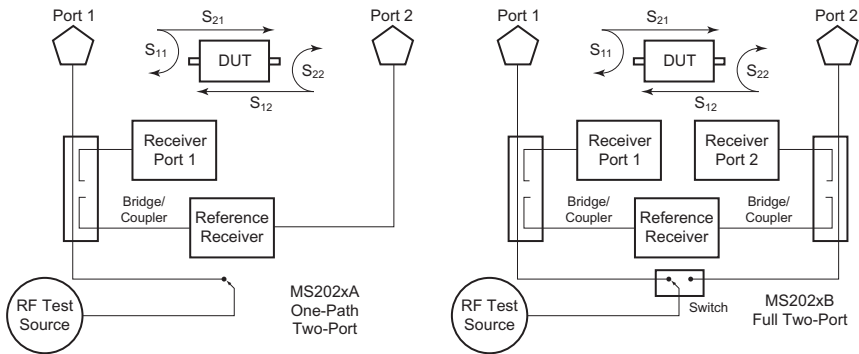 Port 1
S21
Port 2
S11
DUT
S22
S12
Receiver
Port 1
Bridge/
Coupler
Reference
Receiver
RF Test
Source
MS202xA
One-Path
Two-Port
Port 1
S21
Port 2
S11
DUT
S22
S12
Receiver
Port 1
Receiver
Port 2
Bridge/
Coupler
Reference
Receiver
Bridge/
Coupler
RF Test
Source
Switch
MS202xB
Full Two-Port